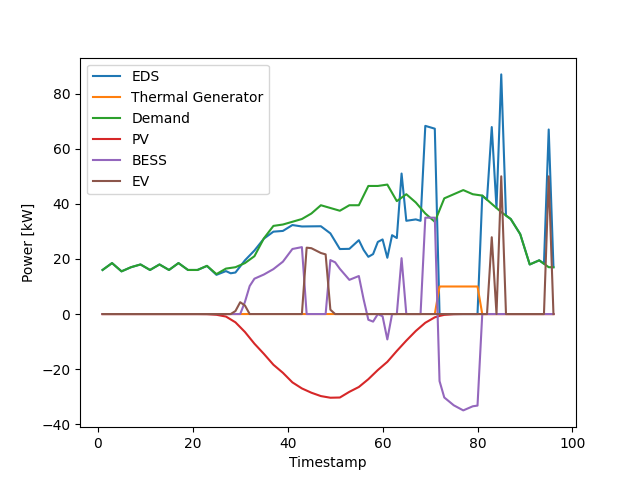 EDS
Thermal Generator
Demand
PV
BESS
EV
Power [kW]
80
60
40
20
0
−20
−40
0 20 40 60 80 100
Timestamp